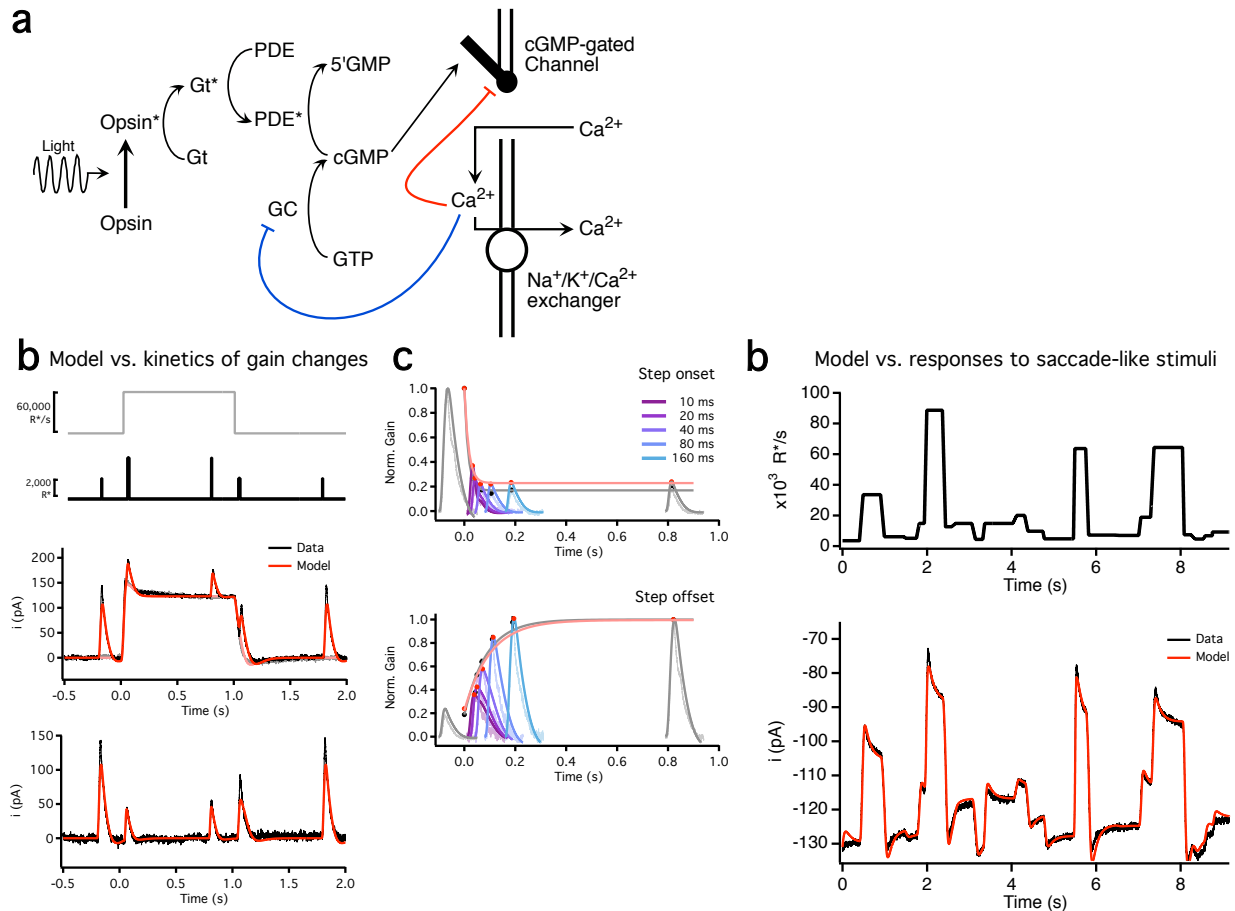 a
cGMP-gated
Channel
PDE
5'GMP
Gt*
PDE*
Opsin*
Ca²⁺
Light
Gt
cGMP
Ca²⁺
GC
Ca²⁺
Opsin
GTP
Na⁺/K⁺/Ca²⁺
exchanger
b Model vs. kinetics of gain changes
60,000
R*/s
2,000
R*
200
150
100
50
0
i (pA)
Data
Model
-0.5 0.0 0.5 1.0 1.5 2.0
Time (s)
150
100
50
0
i (pA)
-0.5 0.0 0.5 1.0 1.5 2.0
Time (s)
c
Step onset
1.0
0.8
0.6
0.4
0.2
0.0
Norm. Gain
10 ms
20 ms
40 ms
80 ms
160 ms
0.0 0.2 0.4 0.6 0.8 1.0
Time (s)
Step offset
1.0
0.8
0.6
0.4
0.2
0.0
Norm. Gain
0.0 0.2 0.4 0.6 0.8 1.0
Time (s)
b Model vs. responses to saccade-like stimuli
100
80
60
40
20
0
x10³ R*/s
0 2 4 6 8
Time (s)
-70
-80
-90
-100
-110
-120
-130
i (pA)
Data
Model
0 2 4 6 8
Time (s)